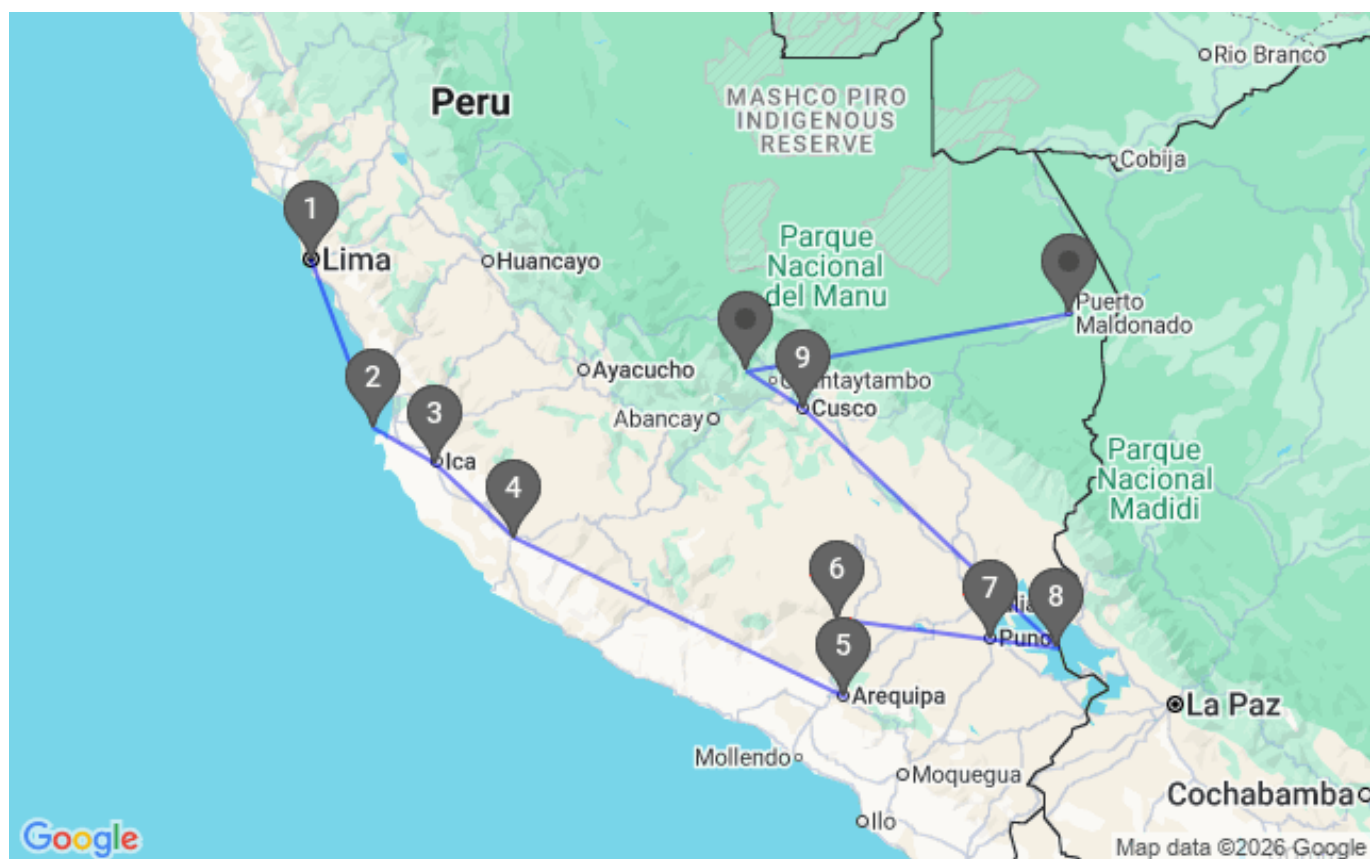 Rio Branco
Peru
MASHCO PIRO
INDIGENOUS
RESERVE
Cobija
1
Lima
Huancayo
Parque
Nacional
del Manu
Puerto
Maldonado
2
3
Ica
Ayacucho
Abancay
9
Cusco
4
Parque
Nacional
Madidi
6
7
8
Puno
5
Arequipa
La Paz
Mollendo
Moquegua
Cochabamba
Ilo
Google
Map data ©2026 Google